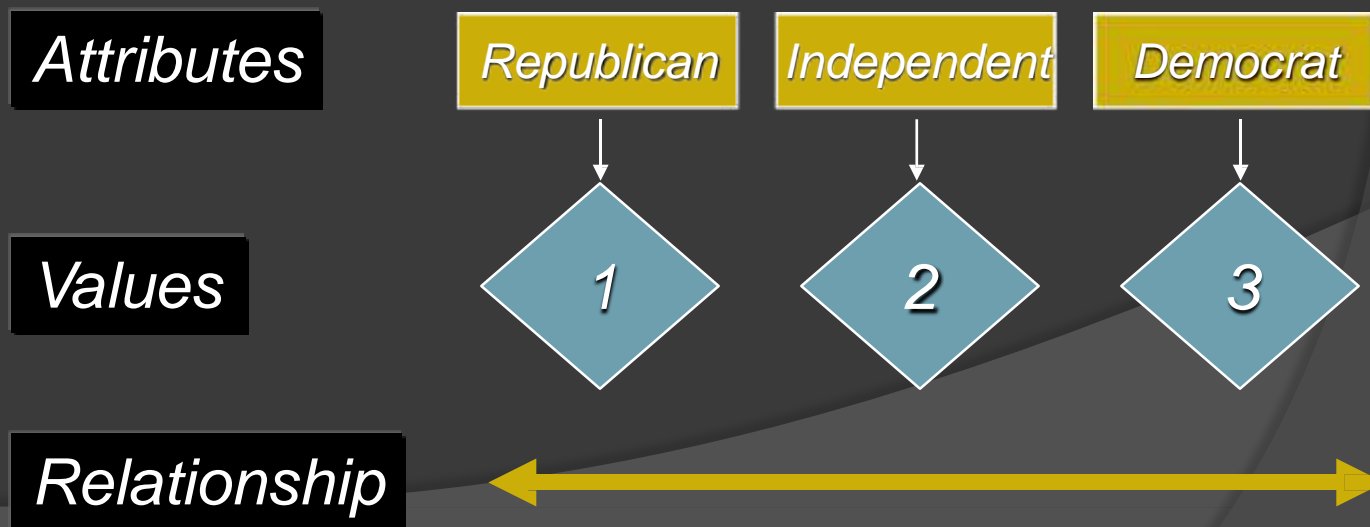 Attributes
Republican Independent Democrat
Values
1 2 3
Relationship